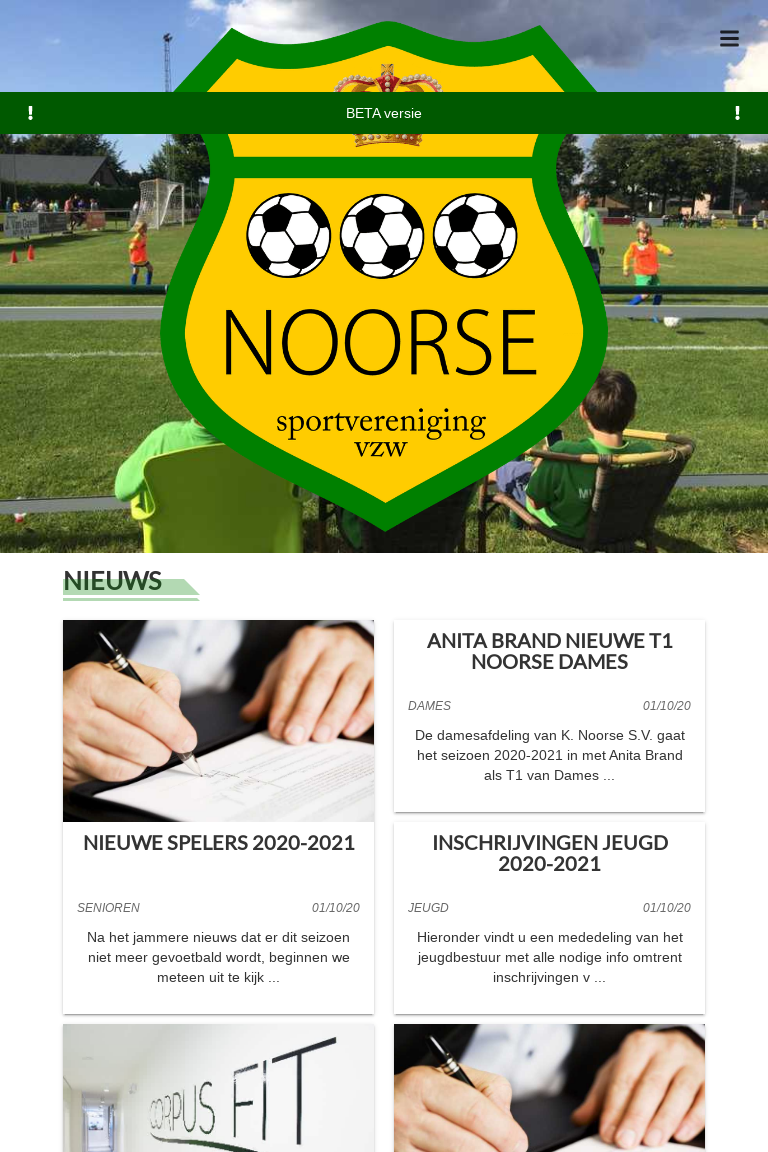 ! BETA versie !
NOORSE
sportvereniging
vzw
NIEUWS
NIEUWE SPELERS 2020-2021
SENIOREN 01/10/20
Na het jammere nieuws dat er dit seizoen
niet meer gevoetbald wordt, beginnen we
meteen uit te kijk ...
ANITA BRAND NIEUWE T1
NOORSE DAMES
DAMES 01/10/20
De damesafdeling van K. Noorse S.V. gaat
het seizoen 2020-2021 in met Anita Brand
als T1 van Dames ...
INSCHRIJVINGEN JEUGD
2020-2021
JEUGD 01/10/20
Hieronder vindt u een mededeling van het
jeugdbestuur met alle nodige info omtrent
inschrijvingen v ...
CORPUS FIT